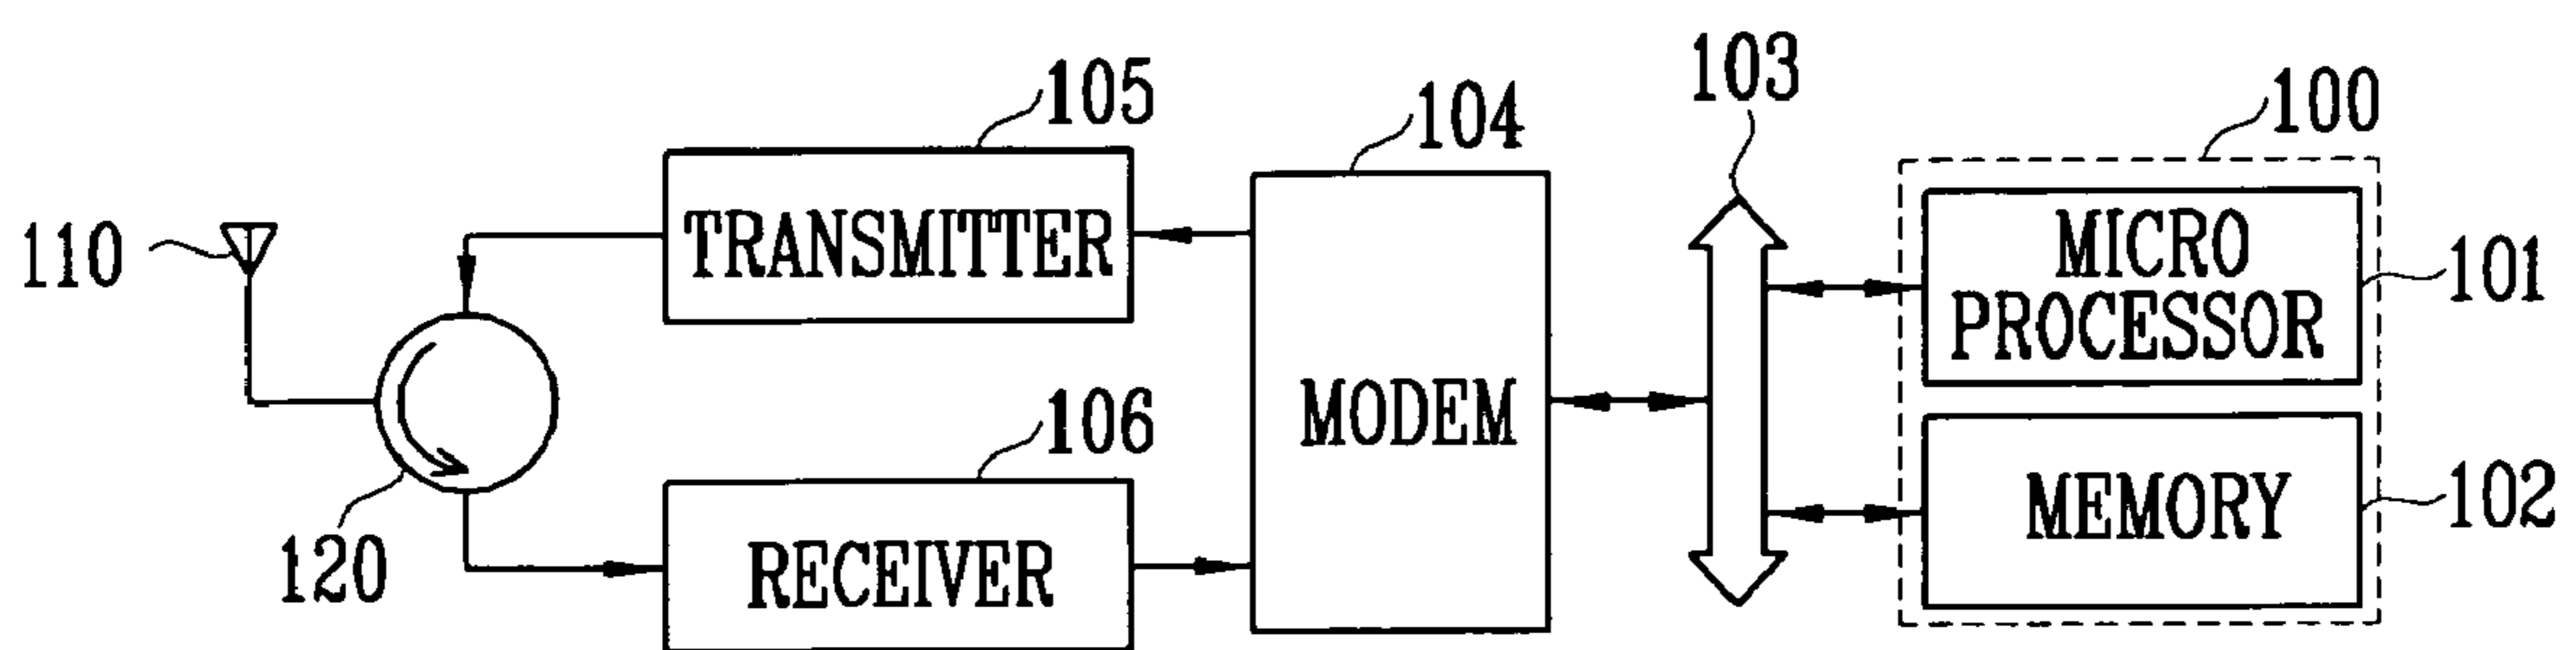 103
105
104
100
TRANSMITTER
MICRO
PROCESSOR
110
101
MODEM
106
RECEIVER
MEMORY
102
120